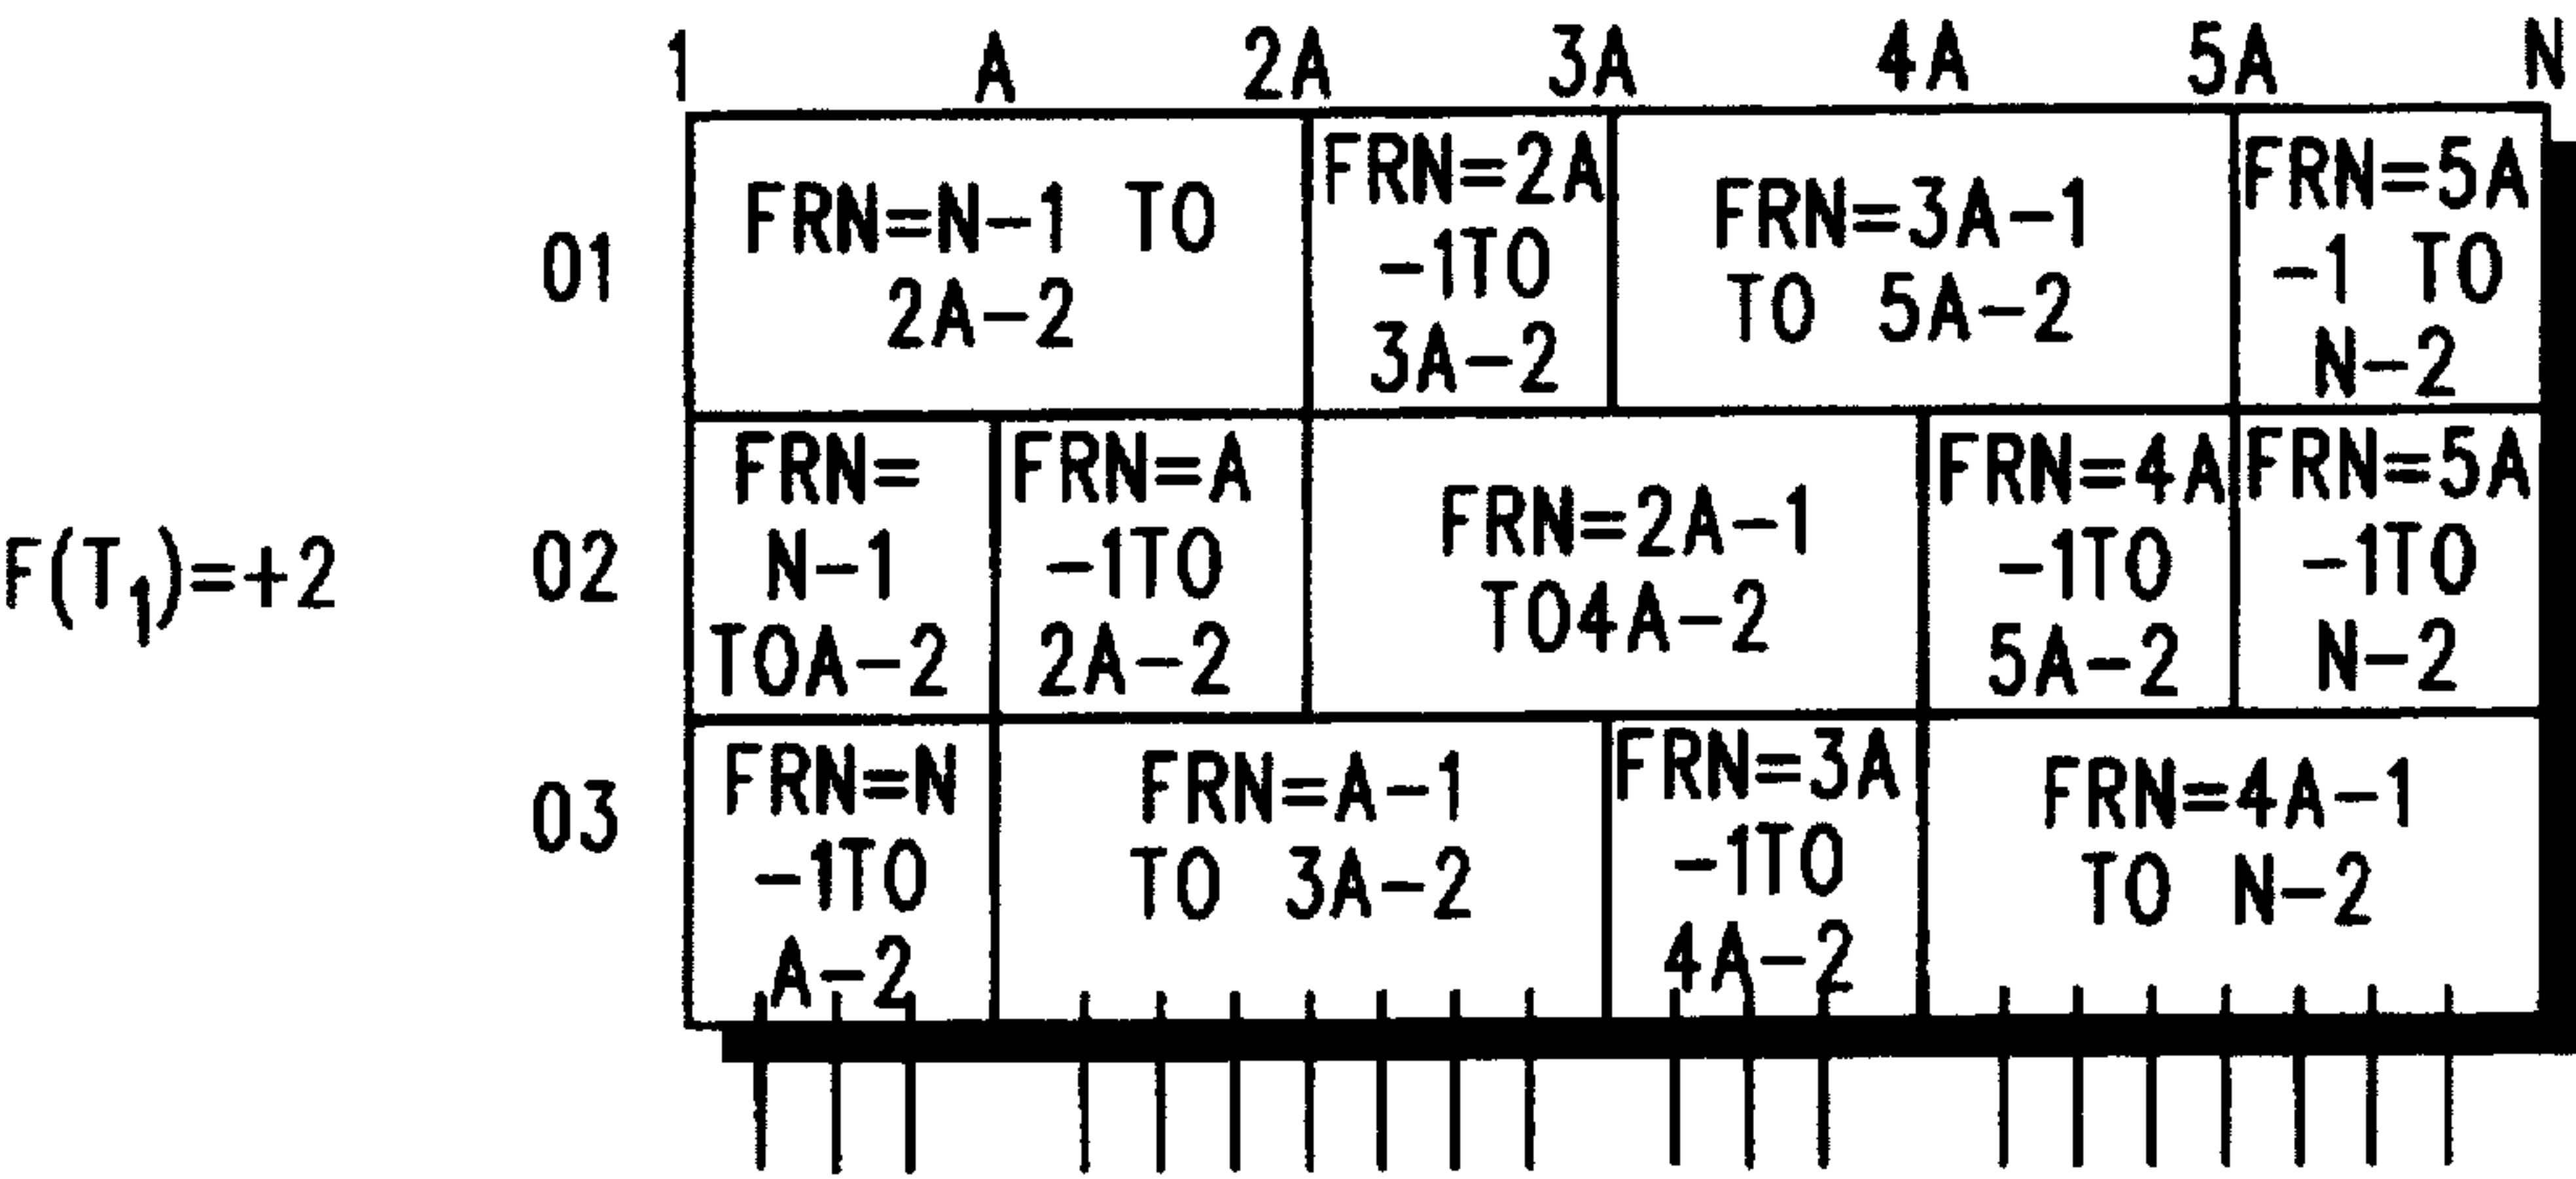 1 A 2A 3A 4A 5A N
01
FRN=N-1 TO
2A-2
FRN=2A
-1TO
3A-2
FRN=3A-1
TO 5A-2
FRN=5A
-1 TO
N-2
F(T1)=+2
02
FRN=
N-1
TOA-2
FRN=A
-1TO
2A-2
FRN=2A-1
TO4A-2
FRN=4A
-1TO
5A-2
FRN=5A
-1TO
N-2
03
FRN=N
-1TO
A-2
FRN=A-1
TO 3A-2
FRN=3A
-1TO
4A-2
FRN=4A-1
TO N-2